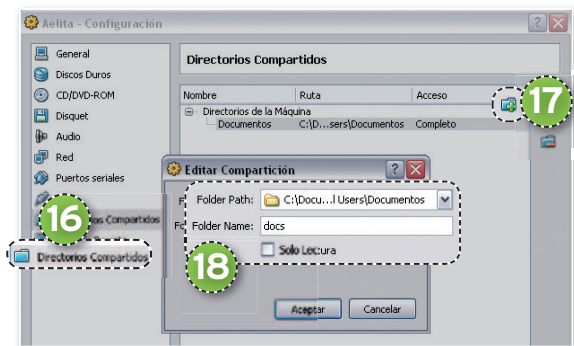 Aelita - Configuración
General
Discos Duros
CD/DVD-ROM
Disquet
Audio
Red
Puertos seriales
Compartidos
Directorios Compartidos
16
Directorios Compartidos
Nombre Ruta Acceso
Directorios de la Máquina
Documentos C:\D...sers\Documentos Completo
17
Editar Compartición
Folder Path: C:\Docu...l Users\Documentos
Folder Name: docs
Solo Lectura
18
Aceptar Cancelar